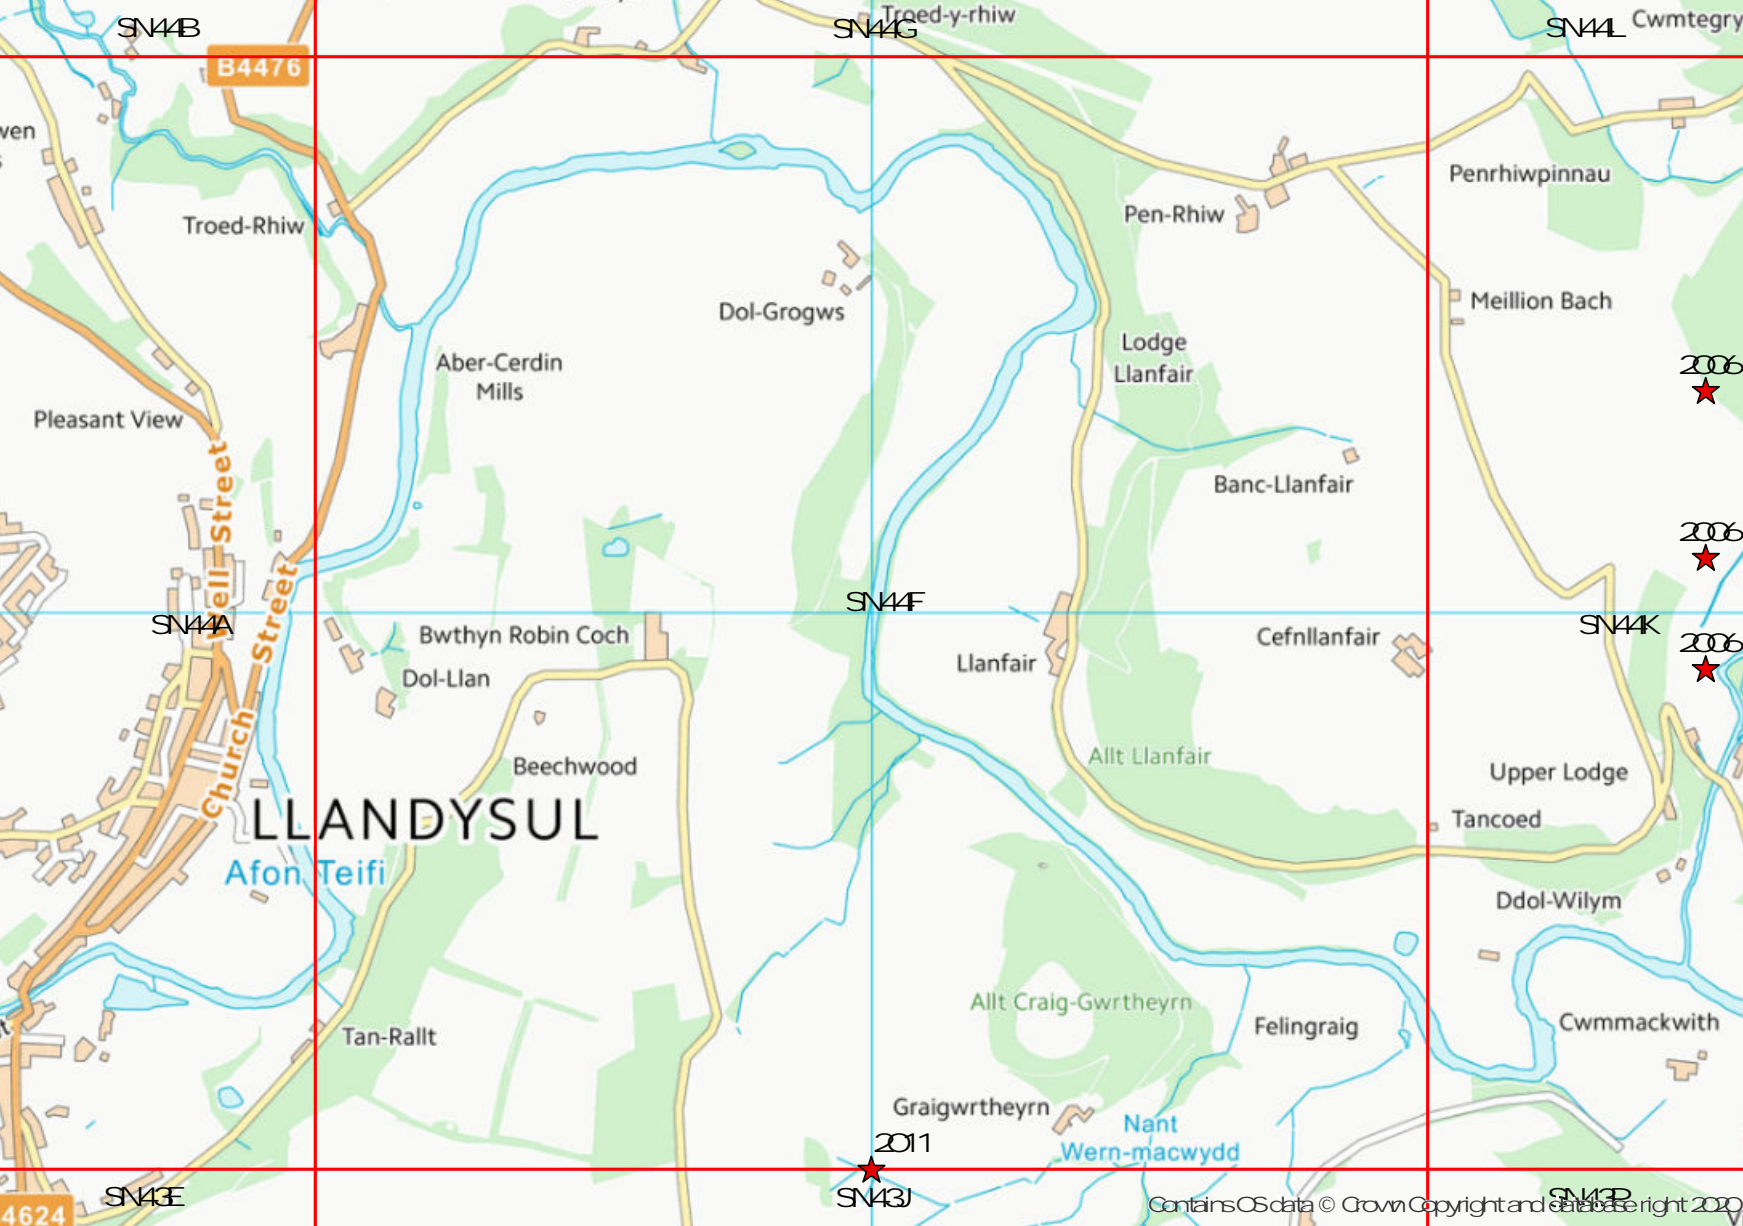 SN44B
Troed-y-rhiw
SN44G
SN44L
Cwmtegry
B4476
wen
Penrhiwpinnau
Troed-Rhiw
Pen-Rhiw
Dol-Grogws
Meillion Bach
Aber-Cerdin
Mills
Lodge
Llanfair
2006
Pleasant View
Well Street
Banc-Llanfair
2006
SN44A
SN44F
SN44K
Church Street
Bwthyn Robin Coch
Cefnllanfair
2006
Llanfair
Dol-Llan
Beechwood
Allt Llanfair
Upper Lodge
LLANDYSUL
Tancoed
Afon Teifi
Ddol-Wilym
Allt Craig-Gwrtheyrn
Felingraig
Cwmmackwith
Tan-Rallt
Graigwrtheyrn
Nant
Wern-macwydd
2011
SN43E
SN43J
SN43P
4624
Contains OS data © Crown Copyright and database right 2020